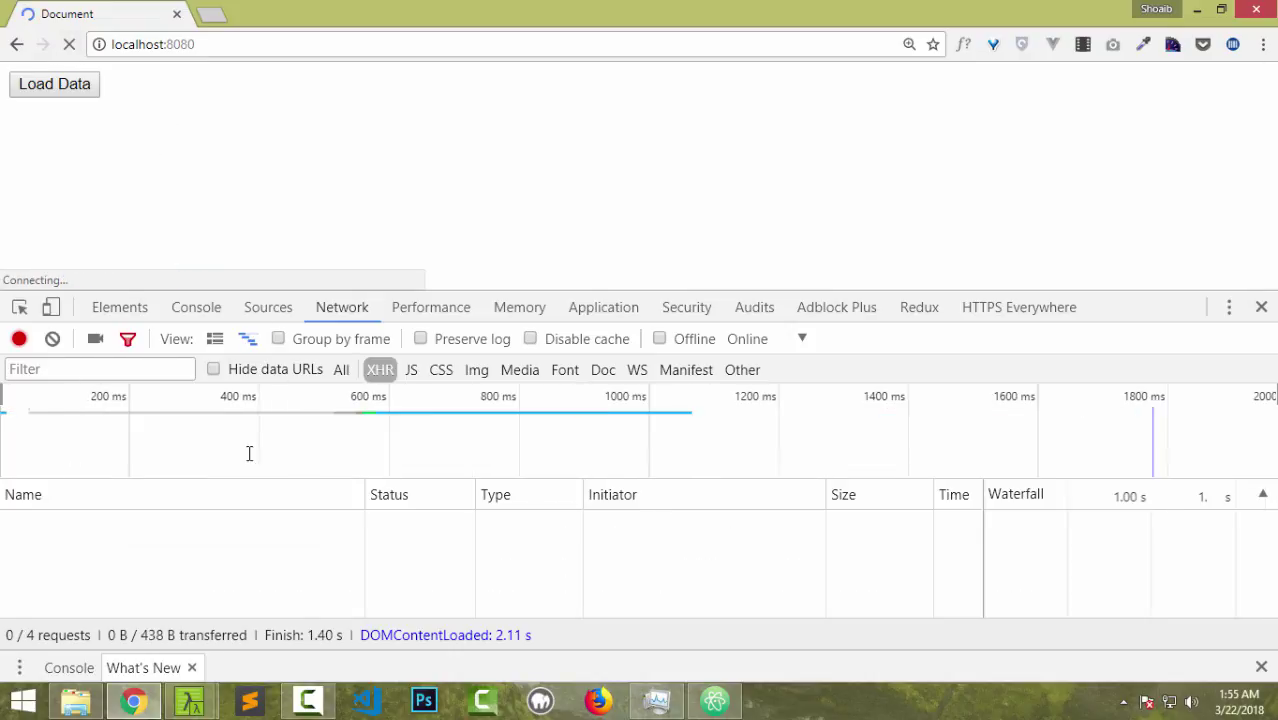 Document
Shoaib
localhost:8080
f?
Load Data
Connecting...
Elements Console Sources Network Performance Memory Application Security Audits Adblock Plus Redux HTTPS Everywhere
View: Group by frame Preserve log Disable cache Offline Online
Filter Hide data URLs All XHR JS CSS Img Media Font Doc WS Manifest Other
200 ms 400 ms 600 ms 800 ms 1000 ms 1200 ms 1400 ms 1600 ms 1800 ms 2000
Name Status Type Initiator Size Time Waterfall 1.00 s 1. s
0 / 4 requests | 0 B / 438 B transferred | Finish: 1.40 s | DOMContentLoaded: 2.11 s
Console What's New
Ps
1:55 AM
3/22/2018